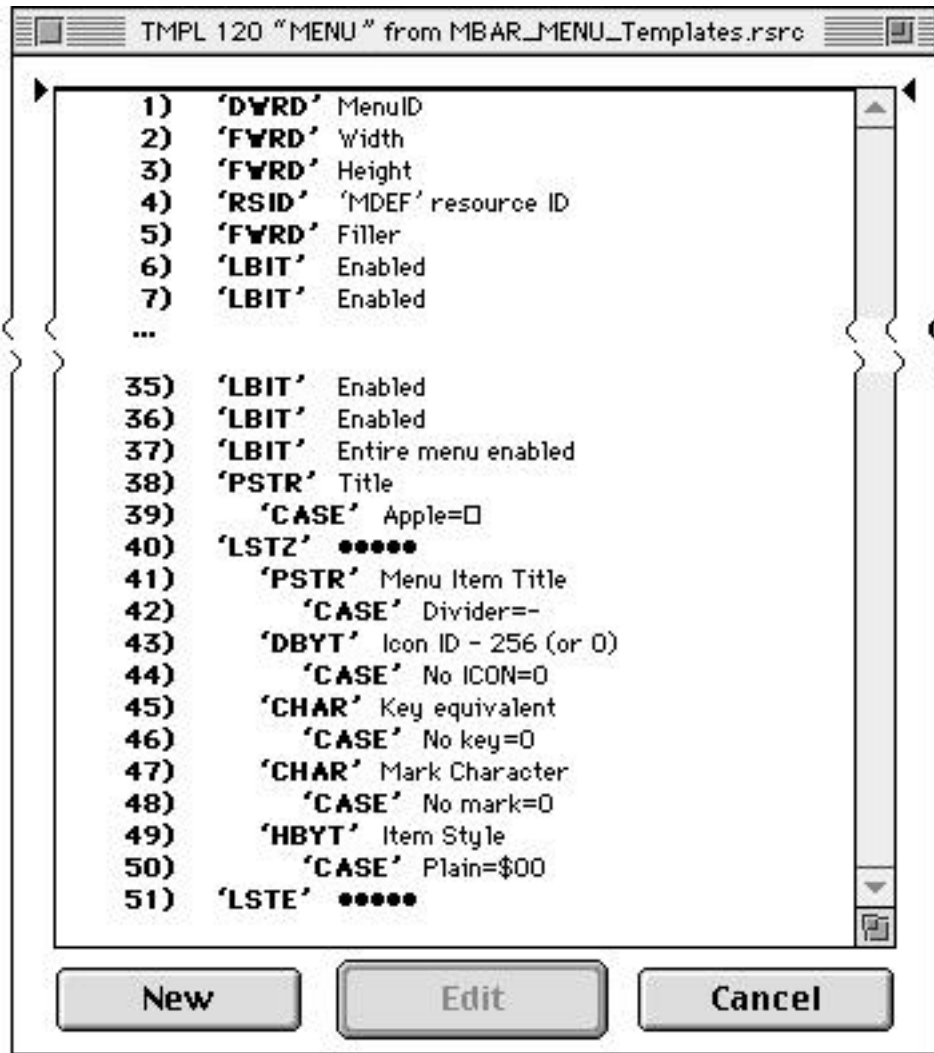 TMPL 120 “MENU” from MBAR_MENU_Templates.rsrc
1) ‘DWRD’ MenuID
2) ‘FWRD’ Width
3) ‘FWRD’ Height
4) ‘RSID’ ‘MDEF’ resource ID
5) ‘FWRD’ Filler
6) ‘LBIT’ Enabled
7) ‘LBIT’ Enabled
...
35) ‘LBIT’ Enabled
36) ‘LBIT’ Enabled
37) ‘LBIT’ Entire menu enabled
38) ‘PSTR’ Title
39) ‘CASE’ Apple=□
40) ‘LSTZ’ •••••
41) ‘PSTR’ Menu Item Title
42) ‘CASE’ Divider=-
43) ‘DBYT’ Icon ID - 256 (or 0)
44) ‘CASE’ No ICON=0
45) ‘CHAR’ Key equivalent
46) ‘CASE’ No key=0
47) ‘CHAR’ Mark Character
48) ‘CASE’ No mark=0
49) ‘HBYT’ Item Style
50) ‘CASE’ Plain=$00
51) ‘LSTE’ •••••
New Edit Cancel